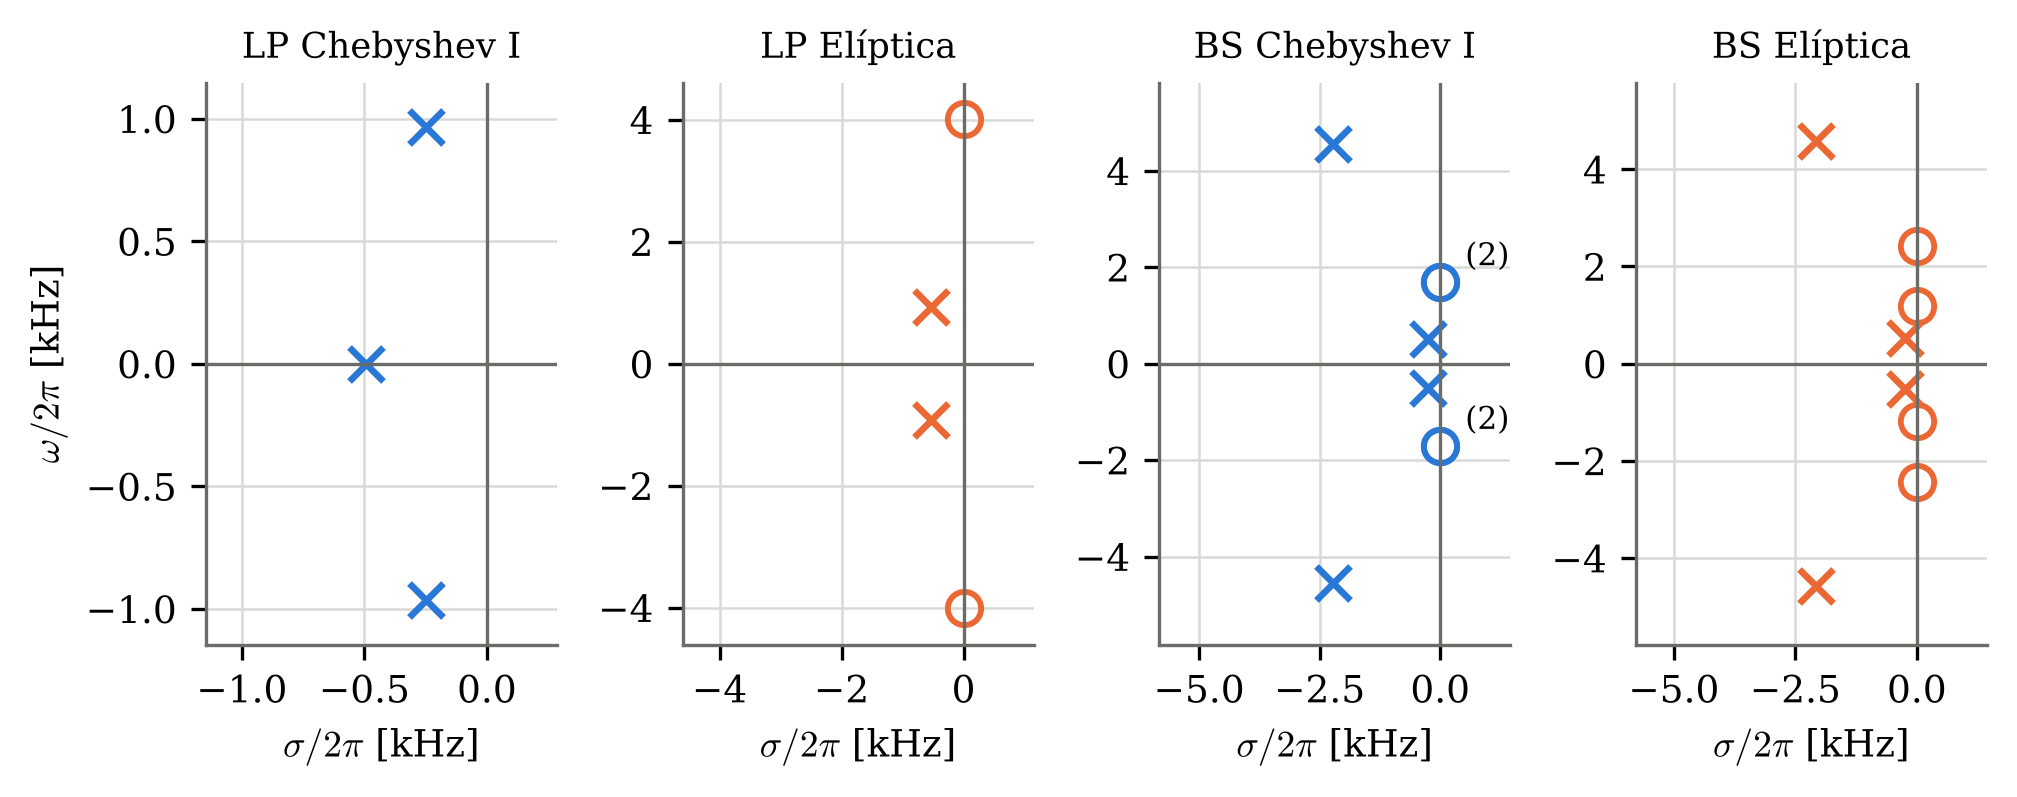 LP Chebyshev I
LP Elíptica
BS Chebyshev I
BS Elíptica
ω/2π [kHz]
1.0
0.5
0.0
−0.5
−1.0
−1.0 −0.5 0.0
σ/2π [kHz]
4
2
0
−2
−4
−4 −2 0
σ/2π [kHz]
4
2
0
−2
−4
(2)
(2)
−5.0 −2.5 0.0
σ/2π [kHz]
4
2
0
−2
−4
−5.0 −2.5 0.0
σ/2π [kHz]